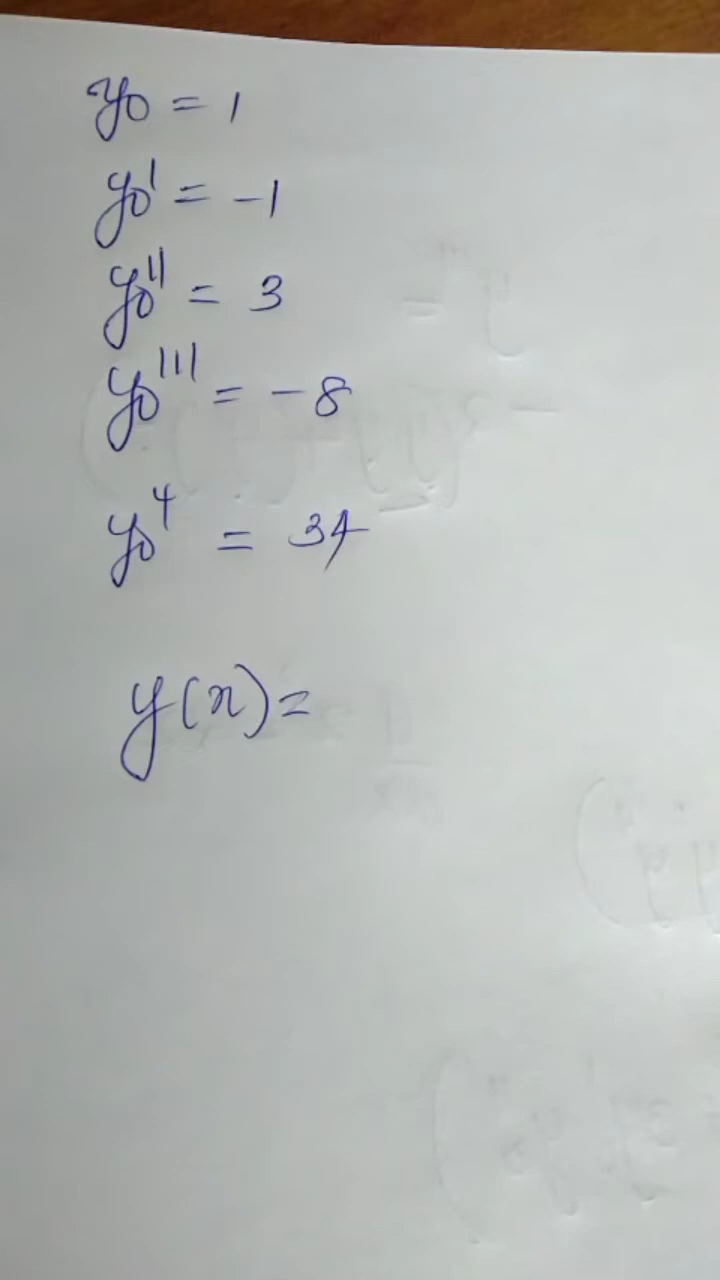 y₀ = 1
y₀' = -1
y₀'' = 3
y₀''' = -8
y₀⁴ = 34
y(x) =